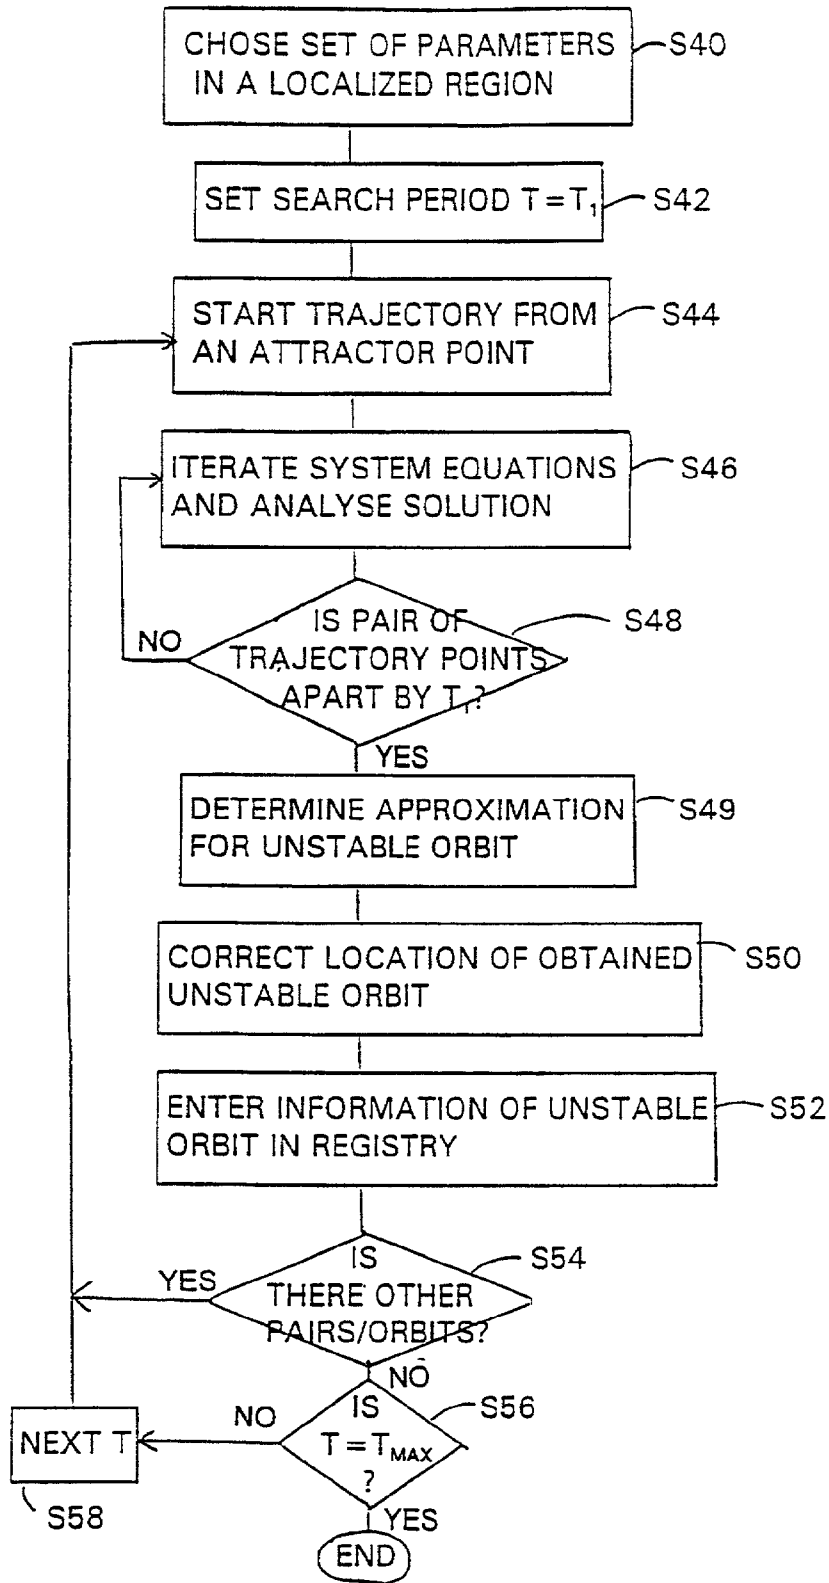 CHOSE SET OF PARAMETERS
IN A LOCALIZED REGION
S40
SET SEARCH PERIOD T=T₁
S42
START TRAJECTORY FROM
AN ATTRACTOR POINT
S44
ITERATE SYSTEM EQUATIONS
AND ANALYSE SOLUTION
S46
IS PAIR OF
TRAJECTORY POINTS
APART BY T₁?
S48
NO
YES
DETERMINE APPROXIMATION
FOR UNSTABLE ORBIT
S49
CORRECT LOCATION OF OBTAINED
UNSTABLE ORBIT
S50
ENTER INFORMATION OF UNSTABLE
ORBIT IN REGISTRY
S52
IS
THERE OTHER
PAIRS/ORBITS?
S54
YES
NO
IS
T=T_MAX
?
S56
NO
NEXT T
S58
YES
END